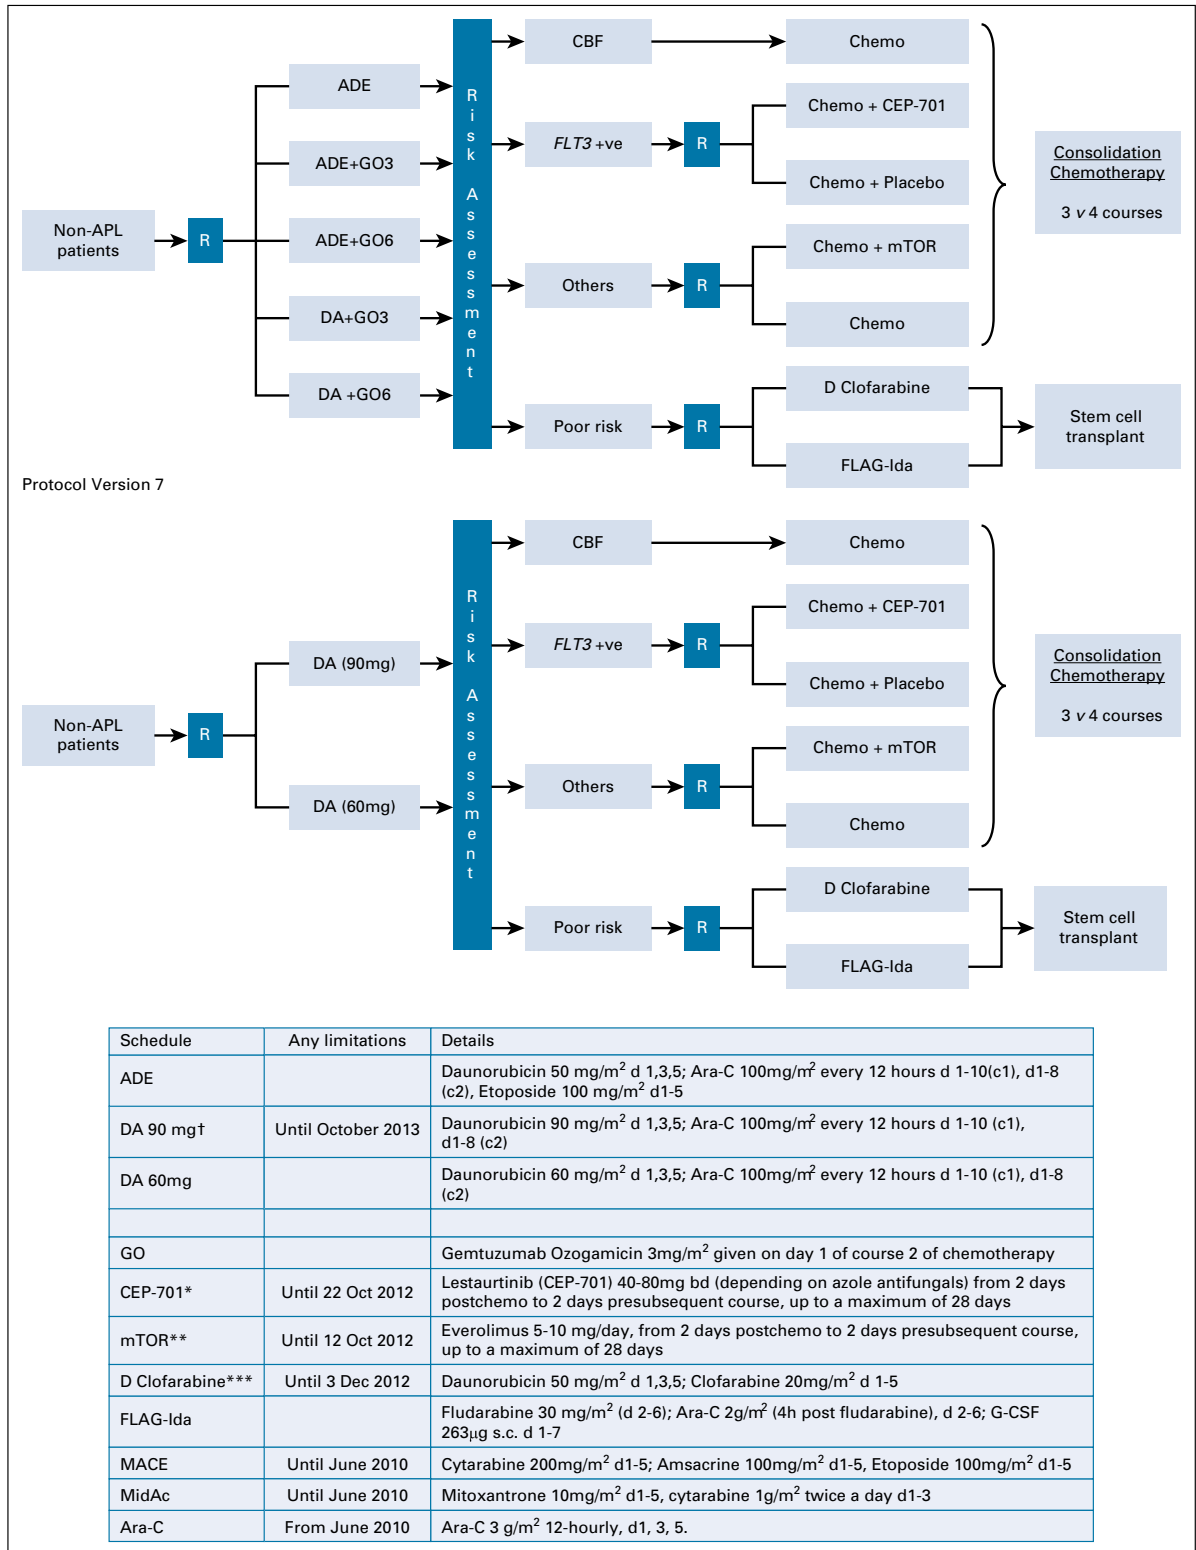 CBF
Chemo
ADE
Chemo + CEP-701
FLT3 +ve
R
ADE+GO3
Chemo + Placebo
Consolidation
Chemotherapy
3 v 4 courses
Non-APL
patients
R
ADE+GO6
Risk Assessment
Chemo + mTOR
Others
R
DA+GO3
Chemo
DA +GO6
D Clofarabine
Poor risk
R
FLAG-Ida
Stem cell
transplant
Protocol Version 7
CBF
Chemo
Chemo + CEP-701
FLT3 +ve
R
DA (90mg)
Chemo + Placebo
Consolidation
Chemotherapy
3 v 4 courses
Non-APL
patients
R
Risk Assessment
Chemo + mTOR
Others
R
DA (60mg)
Chemo
D Clofarabine
Poor risk
R
FLAG-Ida
Stem cell
transplant
Schedule Any limitations Details
ADE Daunorubicin 50 mg/m² d 1,3,5; Ara-C 100mg/m² every 12 hours d 1-10(c1), d1-8
(c2), Etoposide 100 mg/m² d1-5
DA 90 mg† Until October 2013 Daunorubicin 90 mg/m² d 1,3,5; Ara-C 100mg/m² every 12 hours d 1-10 (c1),
d1-8 (c2)
DA 60mg Daunorubicin 60 mg/m² d 1,3,5; Ara-C 100mg/m² every 12 hours d 1-10 (c1), d1-8
(c2)
GO Gemtuzumab Ozogamicin 3mg/m² given on day 1 of course 2 of chemotherapy
CEP-701* Until 22 Oct 2012 Lestaurtinib (CEP-701) 40-80mg bd (depending on azole antifungals) from 2 days
postchemo to 2 days presubsequent course, up to a maximum of 28 days
mTOR** Until 12 Oct 2012 Everolimus 5-10 mg/day, from 2 days postchemo to 2 days presubsequent course,
up to a maximum of 28 days
D Clofarabine*** Until 3 Dec 2012 Daunorubicin 50 mg/m² d 1,3,5; Clofarabine 20mg/m² d 1-5
FLAG-Ida Fludarabine 30 mg/m² (d 2-6); Ara-C 2g/m² (4h post fludarabine), d 2-6; G-CSF
263µg s.c. d 1-7
MACE Until June 2010 Cytarabine 200mg/m² d1-5; Amsacrine 100mg/m² d1-5, Etoposide 100mg/m² d1-5
MidAc Until June 2010 Mitoxantrone 10mg/m² d1-5, cytarabine 1g/m² twice a day d1-3
Ara-C From June 2010 Ara-C 3 g/m² 12-hourly, d1, 3, 5.